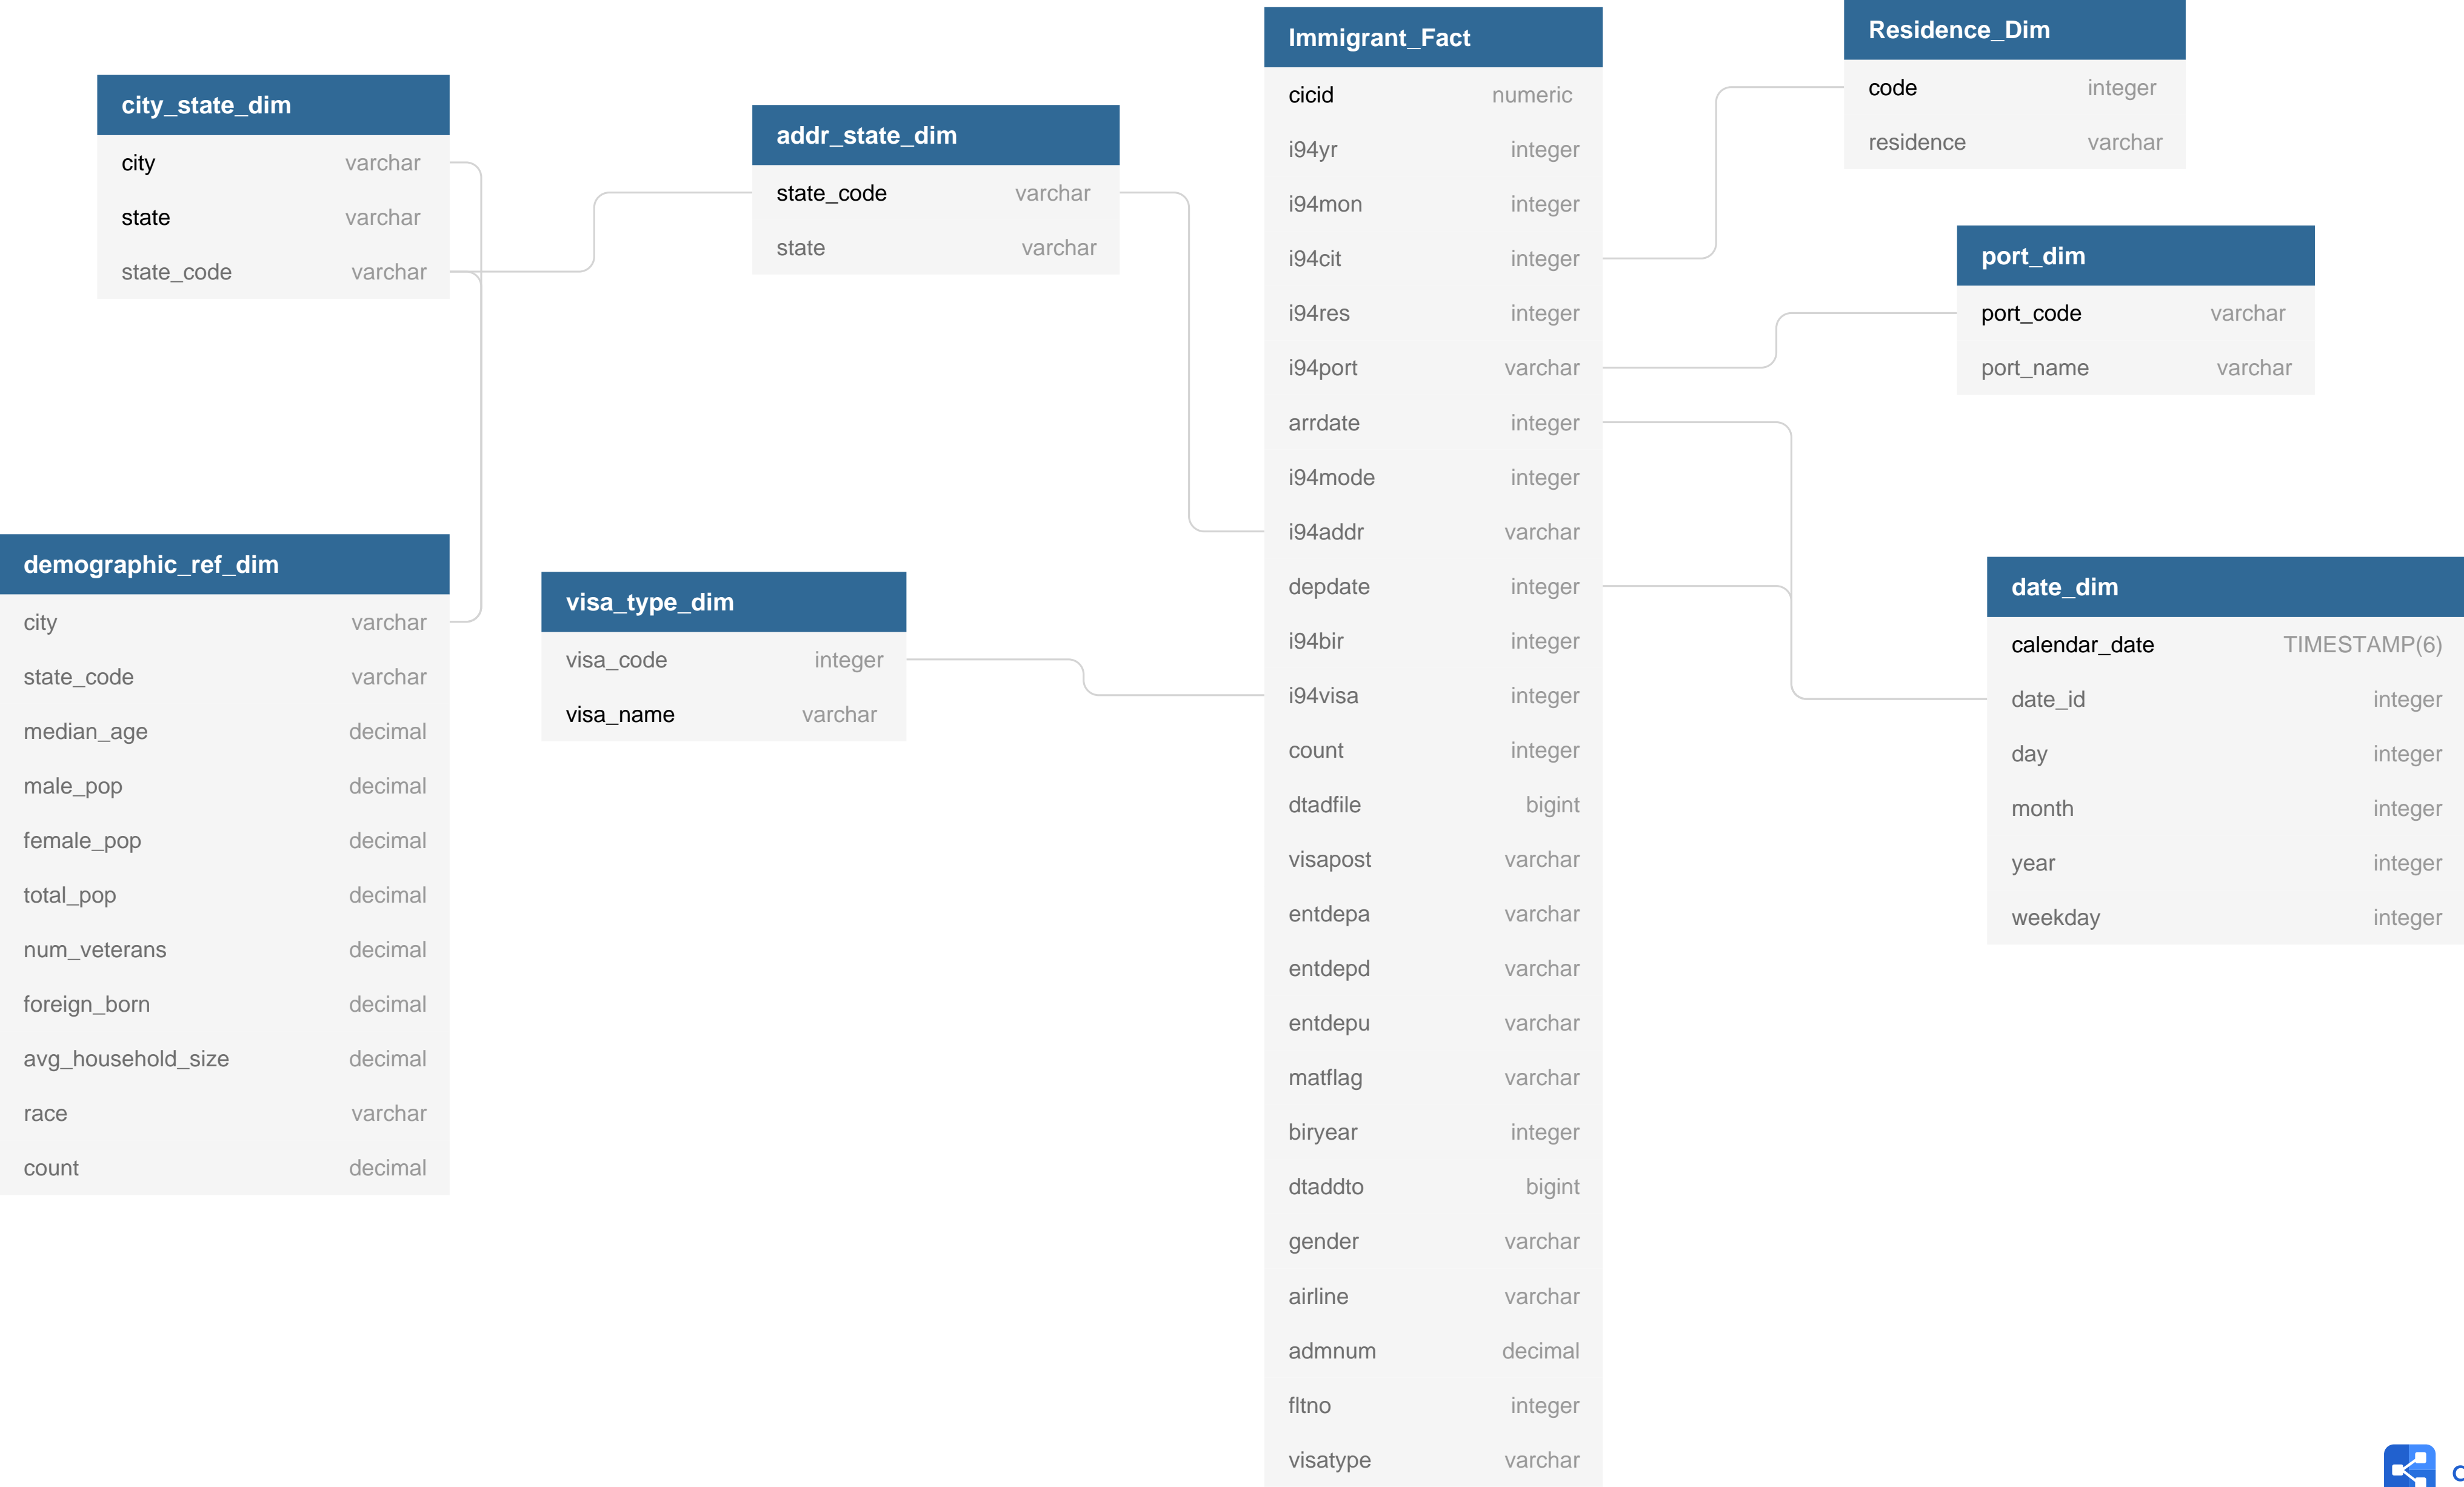 city_state_dim
city varchar
state varchar
state_code varchar
addr_state_dim
state_code varchar
state varchar
demographic_ref_dim
city varchar
state_code varchar
median_age decimal
male_pop decimal
female_pop decimal
total_pop decimal
num_veterans decimal
foreign_born decimal
avg_household_size decimal
race varchar
count decimal
visa_type_dim
visa_code integer
visa_name varchar
Immigrant_Fact
cicid numeric
i94yr integer
i94mon integer
i94cit integer
i94res integer
i94port varchar
arrdate integer
i94mode integer
i94addr varchar
depdate integer
i94bir integer
i94visa integer
count integer
dtadfile bigint
visapost varchar
entdepa varchar
entdepd varchar
entdepu varchar
matflag varchar
biryear integer
dtaddto bigint
gender varchar
airline varchar
admnum decimal
fltno integer
visatype varchar
Residence_Dim
code integer
residence varchar
port_dim
port_code varchar
port_name varchar
date_dim
calendar_date TIMESTAMP(6)
date_id integer
day integer
month integer
year integer
weekday integer